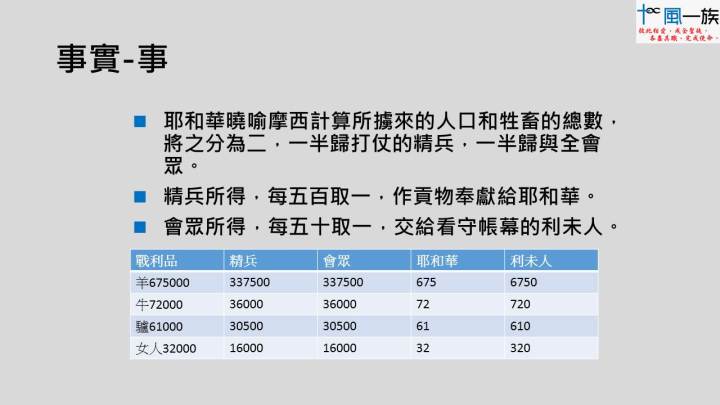 十風一族
彼此相愛，成全聖徒，
各盡其職、完成使命。
事實-事
耶和華曉喻摩西計算所擄來的人口和牲畜的總數，
將之分為二，一半歸打仗的精兵，一半歸與全會
眾。
精兵所得，每五百取一，作貢物奉獻給耶和華。
會眾所得，每五十取一，交給看守帳幕的利未人。
戰利品 精兵 會眾 耶和華 利未人
羊675000 337500 337500 675 6750
牛72000 36000 36000 72 720
驢61000 30500 30500 61 610
女人32000 16000 16000 32 320